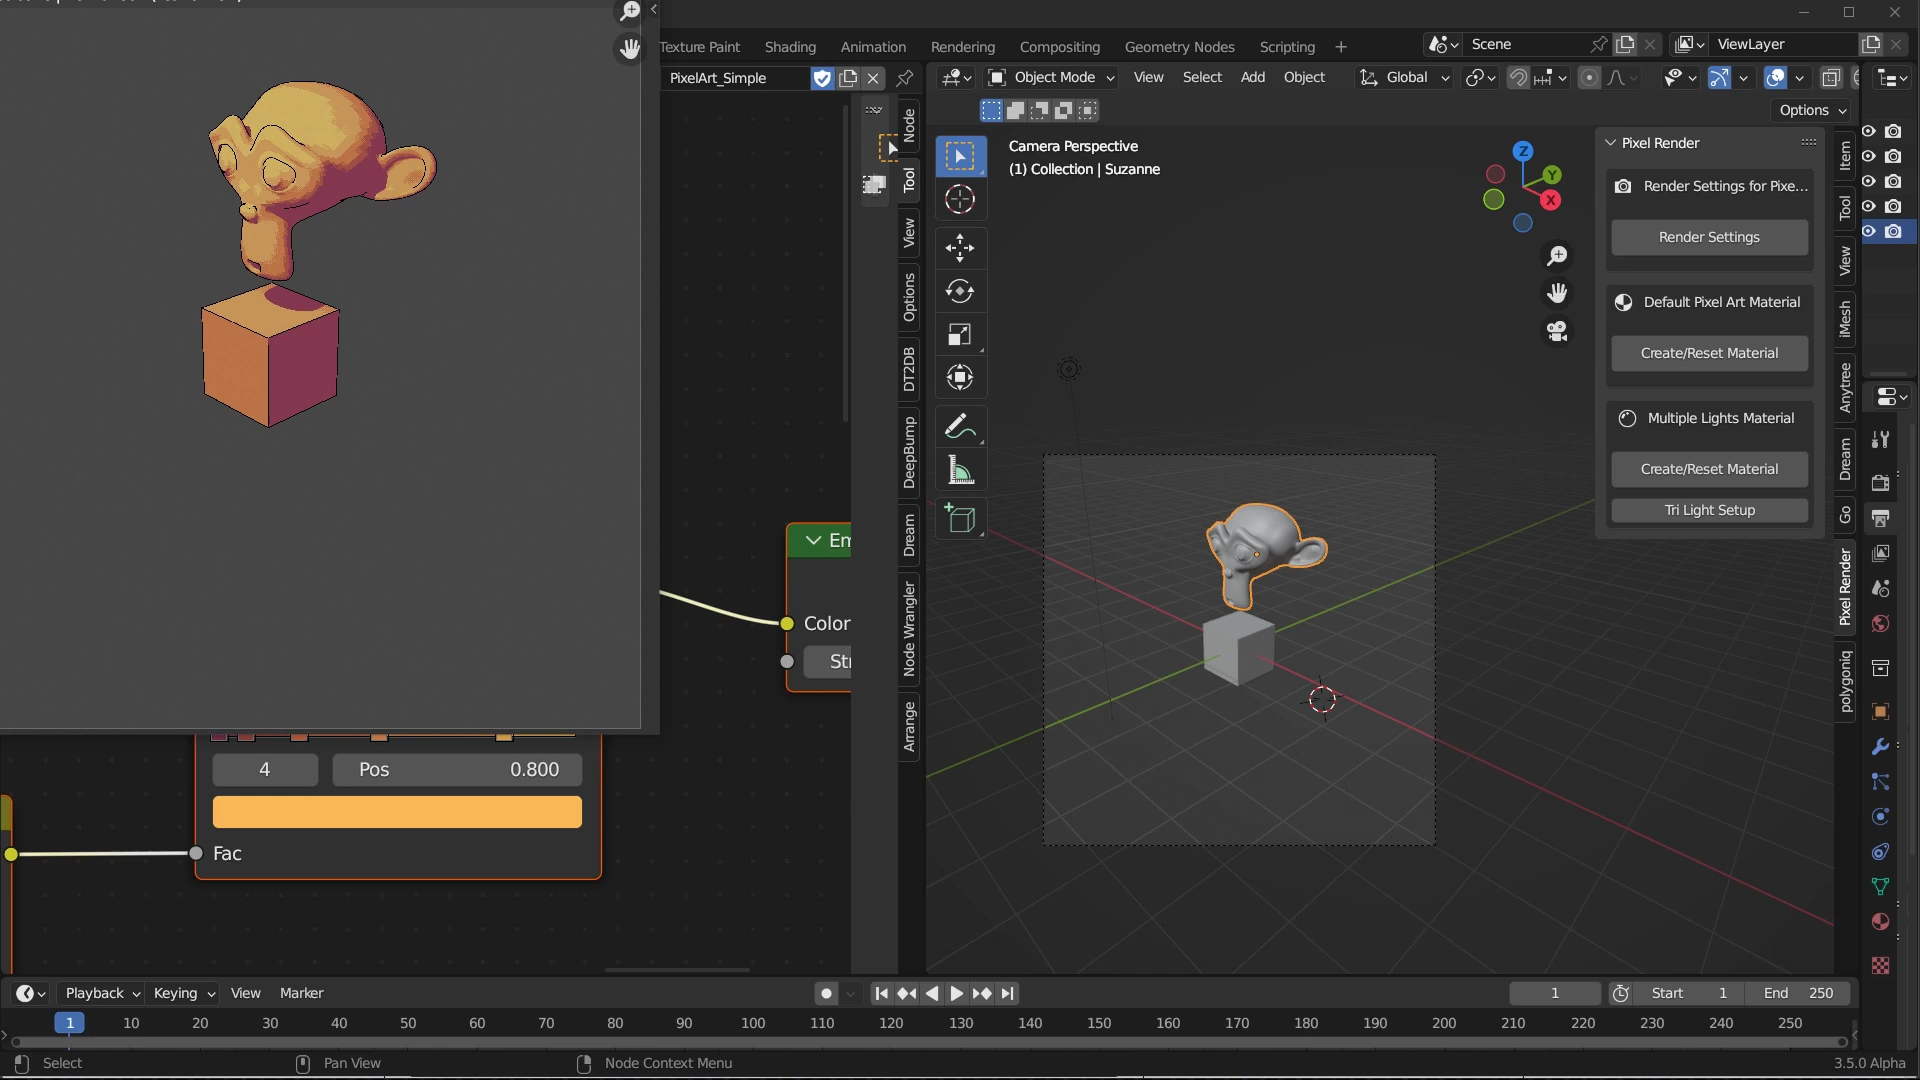 Texture Paint Shading Animation Rendering Compositing Geometry Nodes Scripting + Scene ViewLayer
PixelArt_Simple Object Mode View Select Add Object Global
Options
Camera Perspective
(1) Collection | Suzanne
Z
Y
X
Pixel Render
Render Settings for Pixe...
Render Settings
Default Pixel Art Material
Create/Reset Material
Multiple Lights Material
Create/Reset Material
Tri Light Setup
Node
Tool
View
Options
DT2DB
DeepBump
Dream
Node Wrangler
Arrange
Item
Tool
View
iMesh
Anytree
Dream
Go
Pixel Render
polygoniq
Em
Color
Str
4 Pos 0.800
Fac
Playback Keying View Marker 1 Start 1 End 250
1 10 20 30 40 50 60 70 80 90 100 110 120 130 140 150 160 170 180 190 200 210 220 230 240 250
Select Pan View Node Context Menu 3.5.0 Alpha